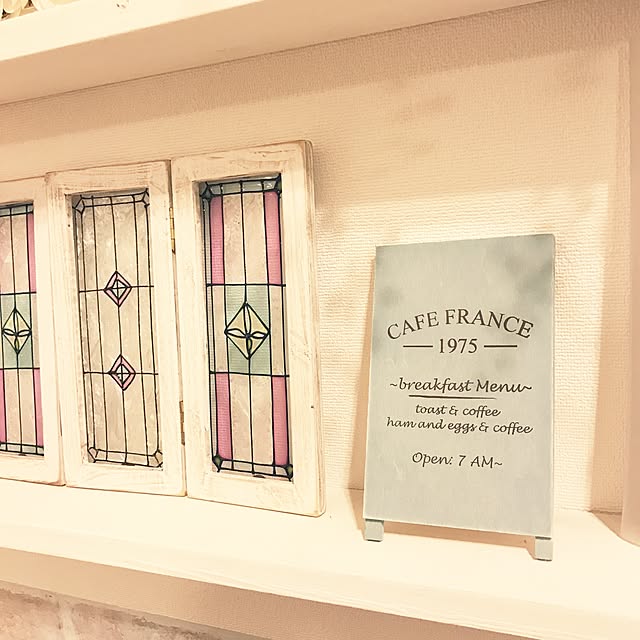 CAFE FRANCE
1975
~breakfast Menu~
toast & coffee
ham and eggs & coffee
Open: 7 AM~